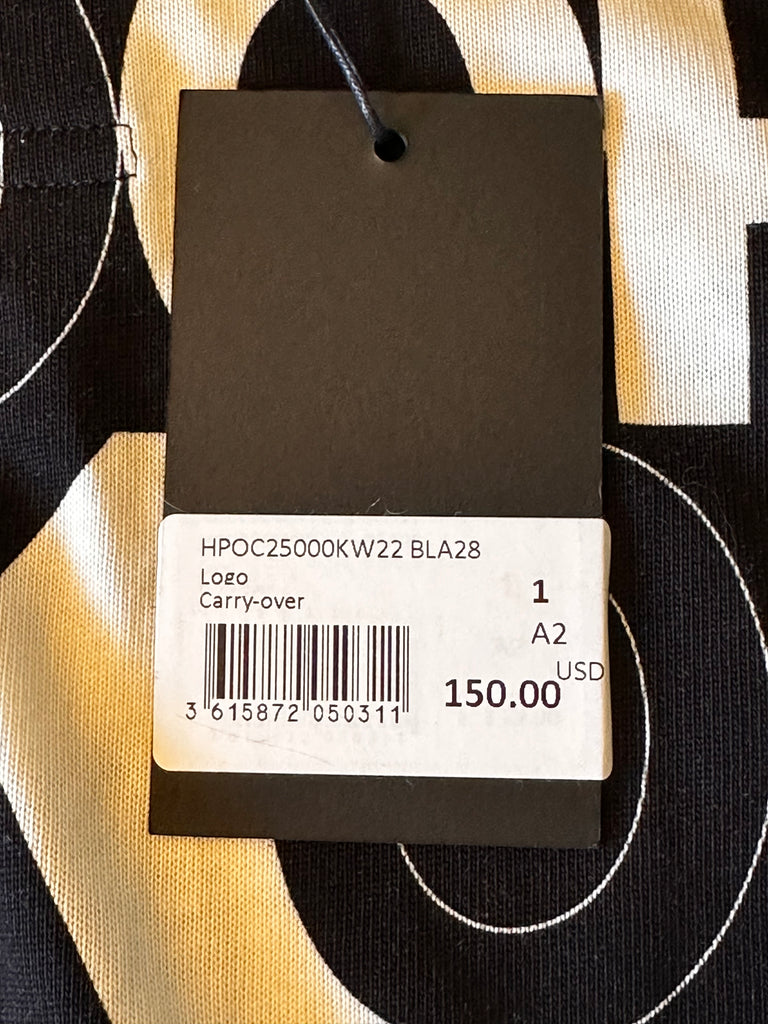 HPOC25000KW22 BLA28
Logo
Carry-over
1
A2
USD
150.00
3 615872 050311